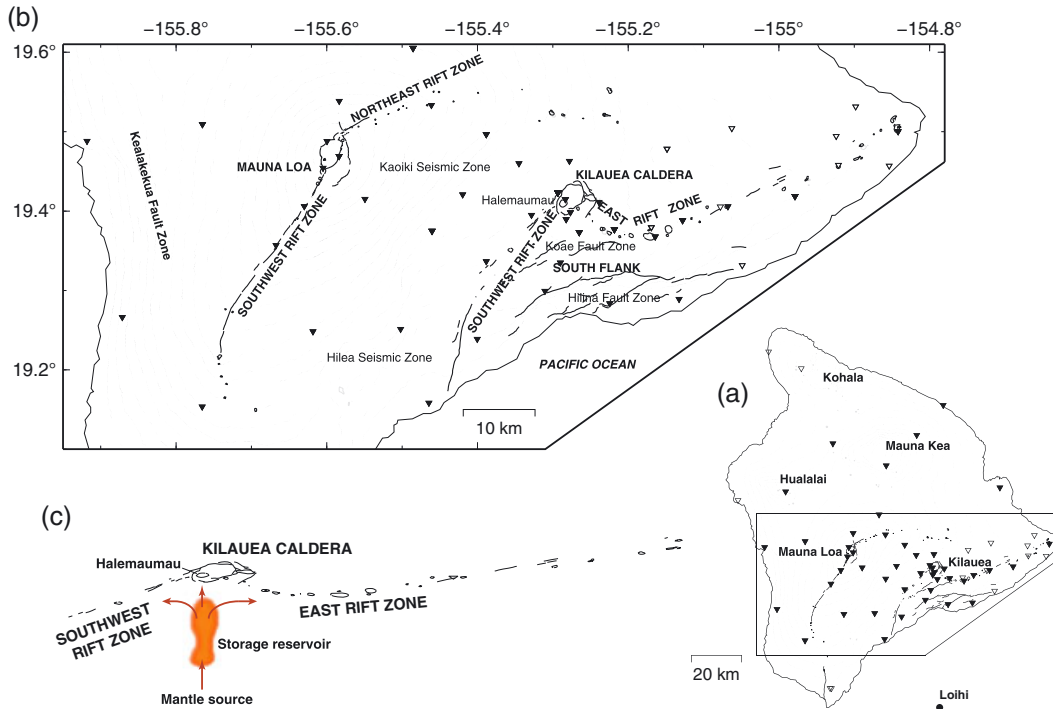 (b)
−155.8° −155.6° −155.4° −155.2° −155° −154.8°
19.6°
19.4°
19.2°
NORTHEAST RIFT ZONE
Kealakekua Fault Zone
MAUNA LOA
Kaoiki Seismic Zone
KILAUEA CALDERA
Halemaumau
EAST RIFT ZONE
SOUTHWEST RIFT ZONE
SOUTHWEST RIFT ZONE
Koae Fault Zone
SOUTH FLANK
Hilina Fault Zone
Hilea Seismic Zone
PACIFIC OCEAN
10 km
(a)
Kohala
Mauna Kea
Hualalai
Mauna Loa
Kilauea
20 km
Loihi
(c)
KILAUEA CALDERA
Halemaumau
SOUTHWEST
RIFT ZONE
EAST RIFT ZONE
Storage reservoir
Mantle source